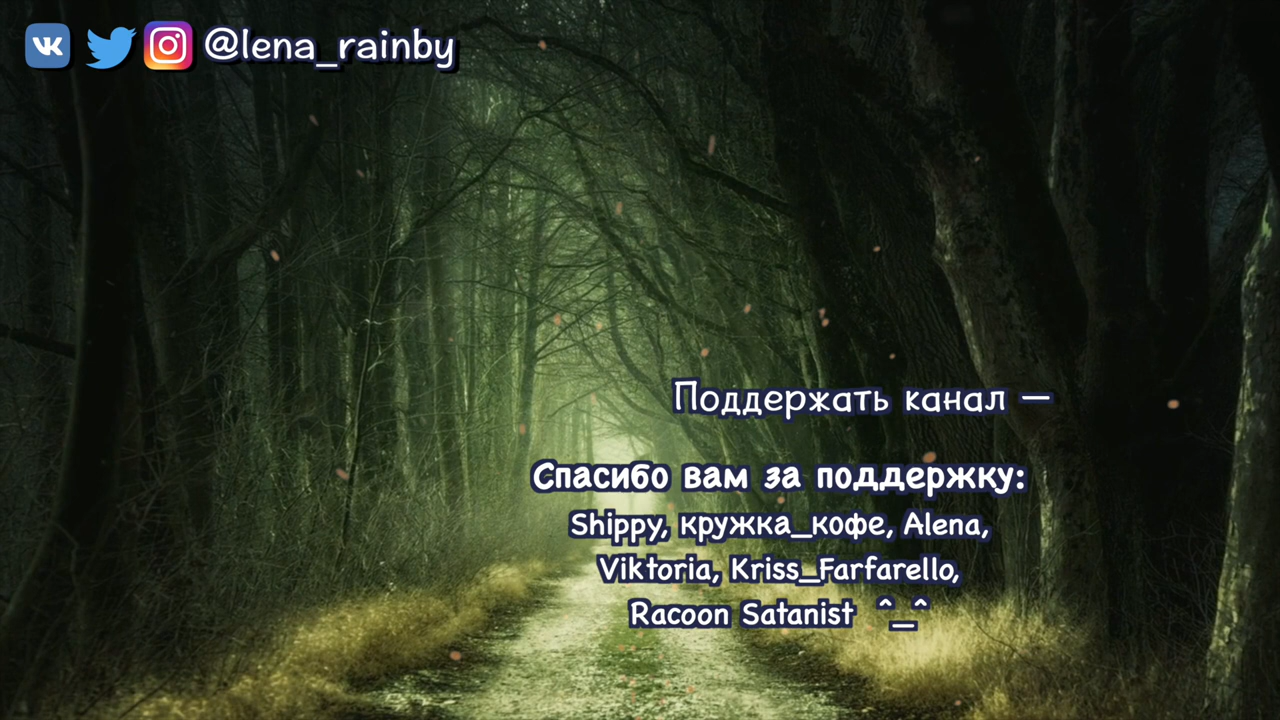 @lena_rainby
Поддержать канал —
Спасибо вам за поддержку:
Shippy, кружка_кофе, Alena,
Viktoria, Kriss_Farfarello,
Racoon Satanist ^_^